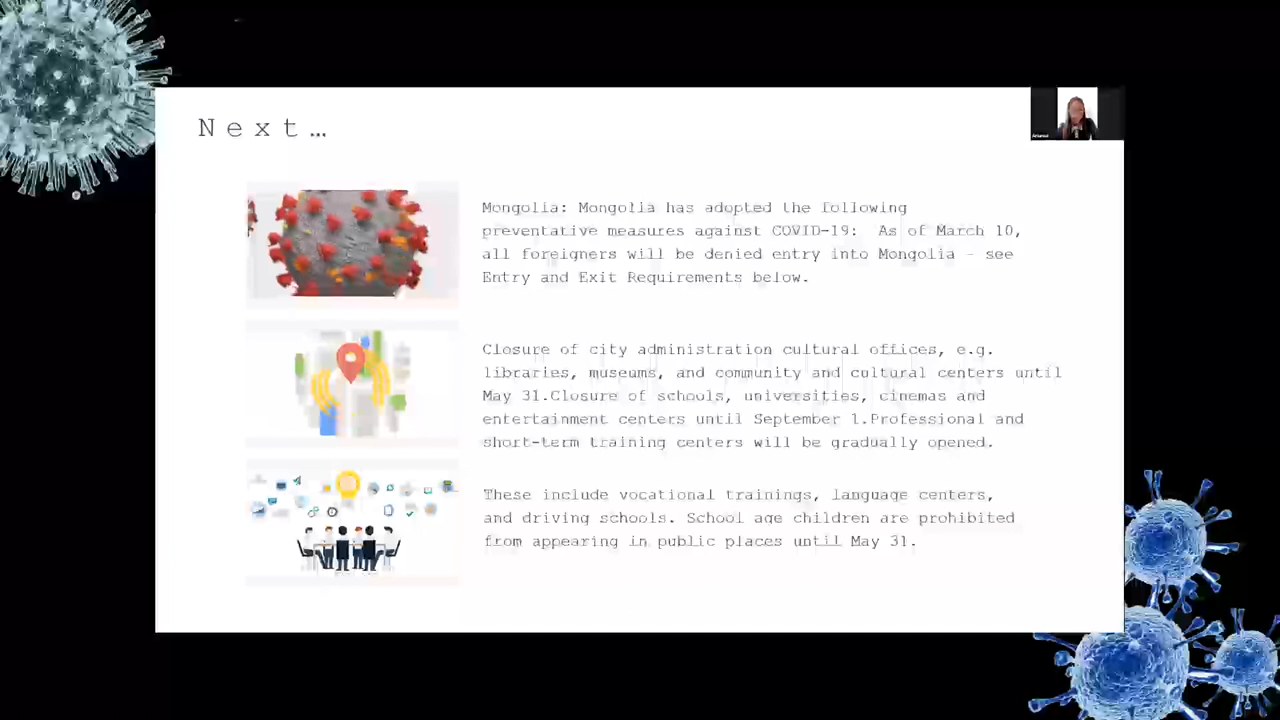 Next…
Mongolia: Mongolia has adopted the following
preventative measures against COVID-19:  As of March 10,
all foreigners will be denied entry into Mongolia – see
Entry and Exit Requirements below.
Closure of city administration cultural offices, e.g.
libraries, museums, and community and cultural centers until
May 31.Closure of schools, universities, cinemas and
entertainment centers until September 1.Professional and
short-term training centers will be gradually opened.
These include vocational trainings, language centers,
and driving schools. School age children are prohibited
from appearing in public places until May 31.